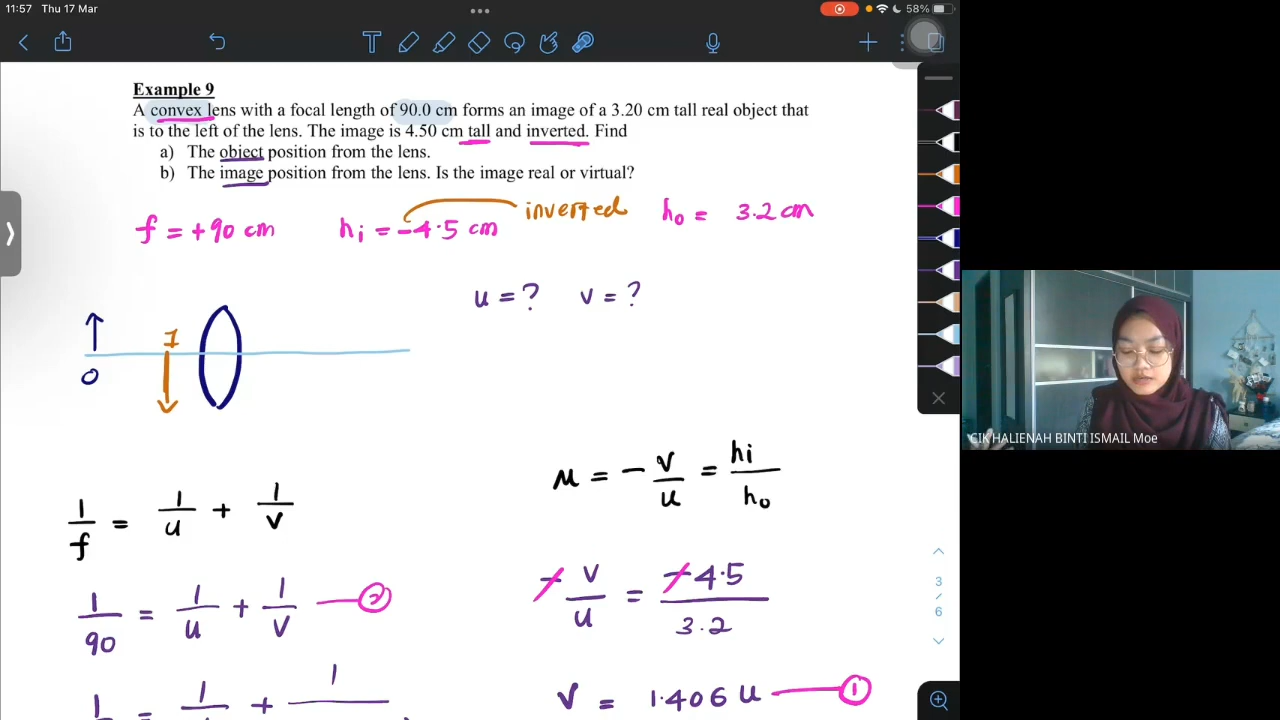 11:57 Thu 17 Mar
58%
Example 9
A convex lens with a focal length of 90.0 cm forms an image of a 3.20 cm tall real object that
is to the left of the lens. The image is 4.50 cm tall and inverted. Find
a) The object position from the lens.
b) The image position from the lens. Is the image real or virtual?
f = +90 cm hi = -4.5 cm inverted ho = 3.2 cm
u = ? v = ?
I
O
M = - v/u = hi/ho
1/f = 1/u + 1/v
- v/u = -4.5/3.2
1/90 = 1/u + 1/v ②
v = 1.406 u ①
1 = 1 + 1
3
/
6
CIK HALIENAH BINTI ISMAIL Moe